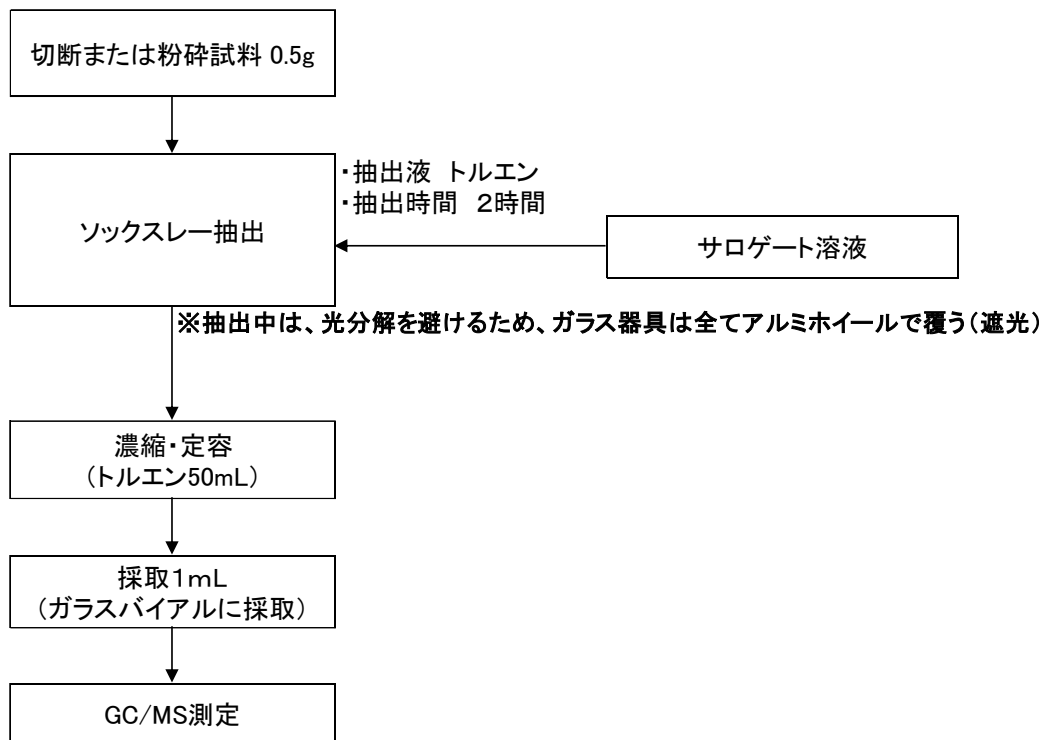 切断または粉砕試料 0.5g
ソックスレー抽出
・抽出液　トルエン
・抽出時間　2時間
サロゲート溶液
※抽出中は、光分解を避けるため、ガラス器具は全てアルミホイールで覆う（遮光）
濃縮・定容
（トルエン50mL）
採取1mL
（ガラスバイアルに採取）
GC/MS測定